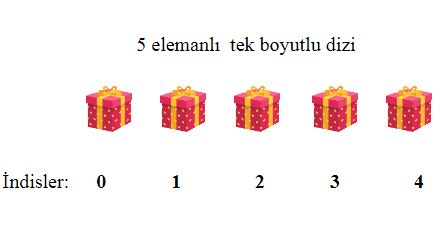 5 elemanlı tek boyutlu dizi
İndisler: 0 1 2 3 4